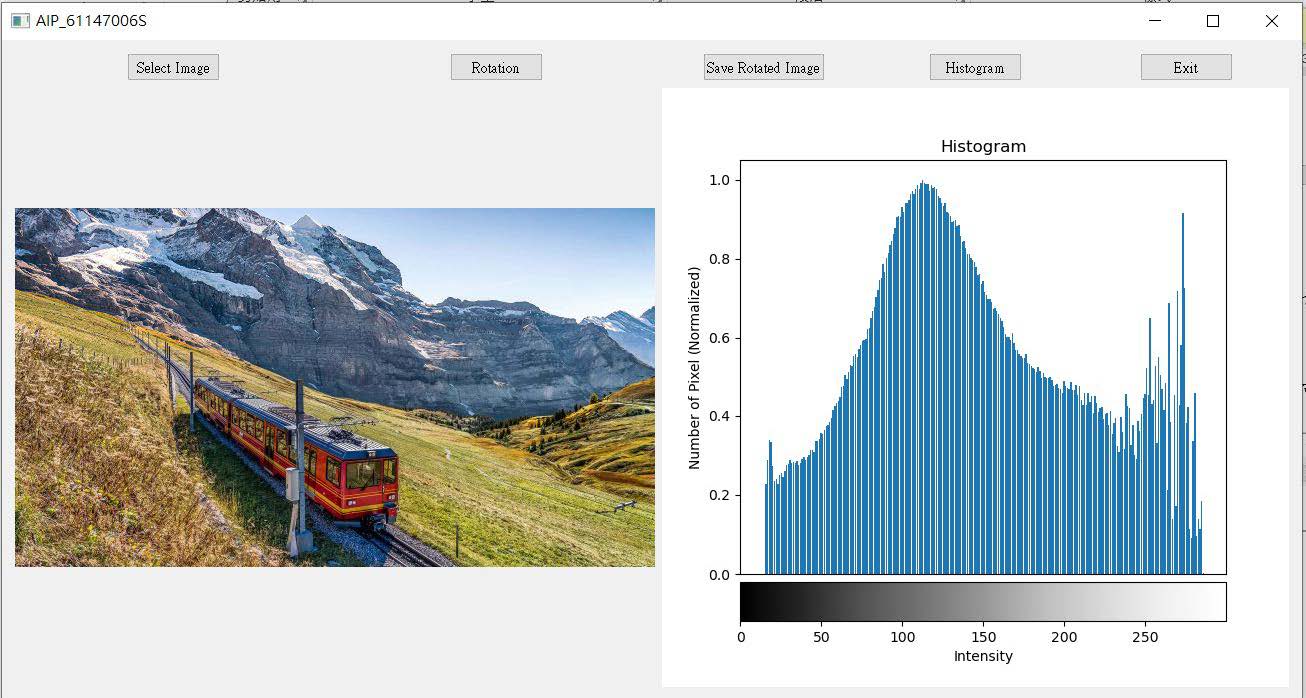 AIP_61147006S
Select Image
Rotation
Save Rotated Image
Histogram
Exit
Histogram
Number of Pixel (Normalized)
1.0
0.8
0.6
0.4
0.2
0.0
0 50 100 150 200 250
Intensity